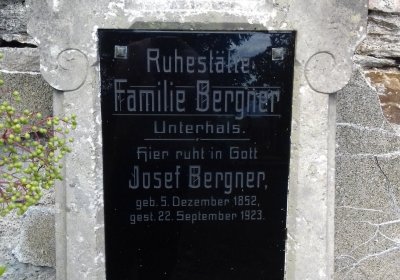 Ruhestätte
Familie Bergner
Unterhals.
Hier ruht in Gott
Josef Bergner,
geb. 5. Dezember 1852,
gest. 22. September 1923.